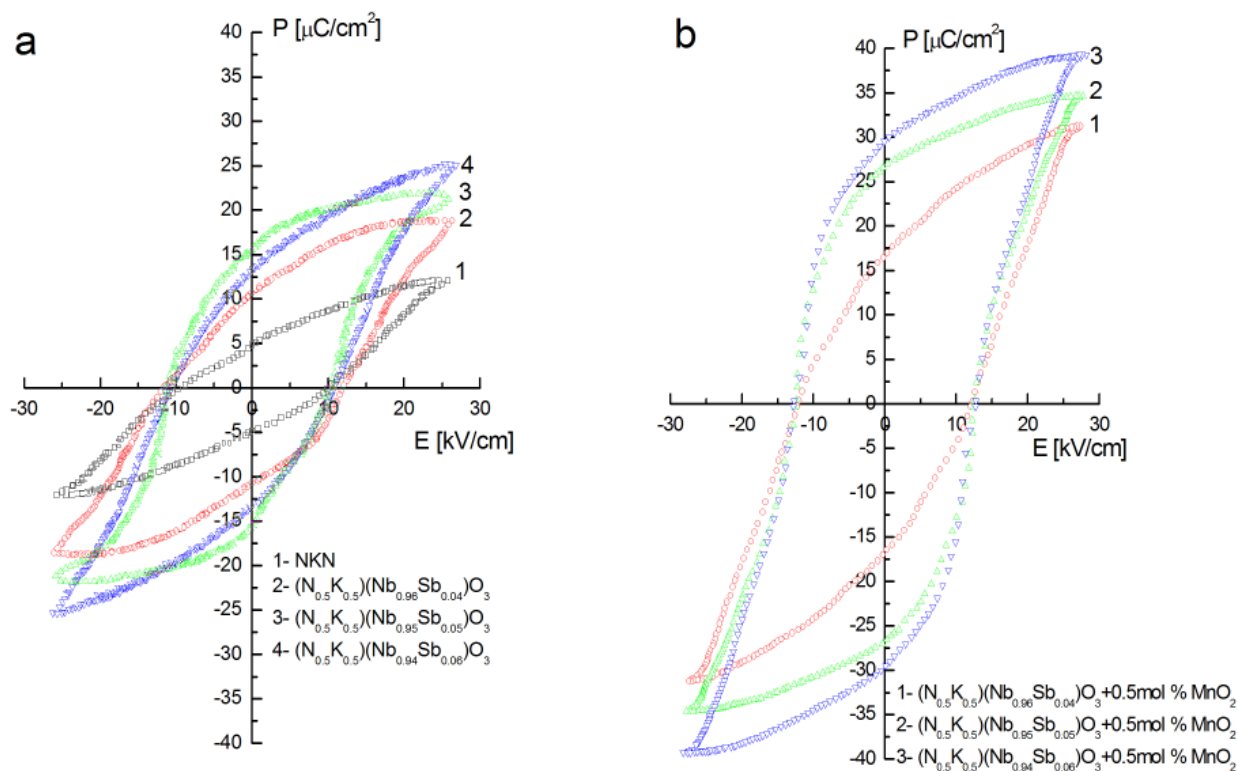 a
P [μC/cm²]
40
35
30
25
20
15
10
5
0
-5
-10
-15
-20
-25
-30
-35
-40
-30 -20 -10 0 10 20 30
E [kV/cm]
4
3
2
1
1- NKN
2- (N₀.₅K₀.₅)(Nb₀.₉₆Sb₀.₀₄)O₃
3- (N₀.₅K₀.₅)(Nb₀.₉₅Sb₀.₀₅)O₃
4- (N₀.₅K₀.₅)(Nb₀.₉₄Sb₀.₀₆)O₃
b
P [μC/cm²]
40
35
30
25
20
15
10
5
0
-5
-10
-15
-20
-25
-30
-35
-40
-30 -20 -10 0 10 20 30
E [kV/cm]
3
2
1
1- (N₀.₅K₀.₅)(Nb₀.₉₆Sb₀.₀₄)O₃+0.5mol % MnO₂
2- (N₀.₅K₀.₅)(Nb₀.₉₅Sb₀.₀₅)O₃+0.5mol % MnO₂
3- (N₀.₅K₀.₅)(Nb₀.₉₄Sb₀.₀₆)O₃+0.5mol % MnO₂